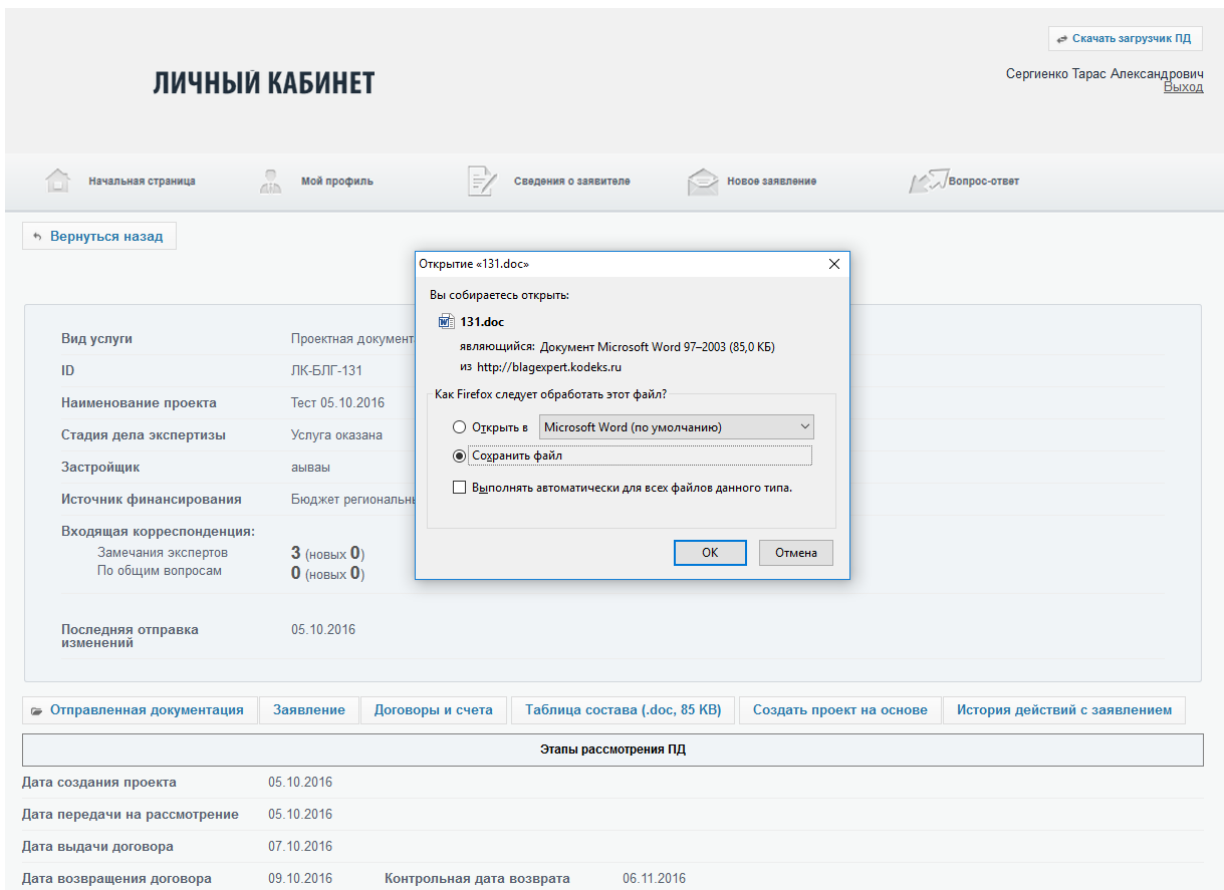 Скачать загрузчик ПД
ЛИЧНЫЙ КАБИНЕТ
Сергиенко Тарас Александрович
Выход
Начальная страница
Мой профиль
Сведения о заявителе
Новое заявление
Вопрос-ответ
Вернуться назад
Открытие «131.doc»
Вы собираетесь открыть:
131.doc
являющийся: Документ Microsoft Word 97–2003 (85,0 КБ)
из http://blagexpert.kodeks.ru
Как Firefox следует обработать этот файл?
Открыть в Microsoft Word (по умолчанию)
Сохранить файл
Выполнять автоматически для всех файлов данного типа.
ОК Отмена
Вид услуги Проектная документ
ID ЛК-БЛГ-131
Наименование проекта Тест 05.10.2016
Стадия дела экспертизы Услуга оказана
Застройщик аываы
Источник финансирования Бюджет региональн
Входящая корреспонденция:
Замечания экспертов 3 (новых 0)
По общим вопросам 0 (новых 0)
Последняя отправка изменений 05.10.2016
Отправленная документация Заявление Договоры и счета Таблица состава (.doc, 85 KB) Создать проект на основе История действий с заявлением
Этапы рассмотрения ПД
Дата создания проекта 05.10.2016
Дата передачи на рассмотрение 05.10.2016
Дата выдачи договора 07.10.2016
Дата возвращения договора 09.10.2016 Контрольная дата возврата 06.11.2016